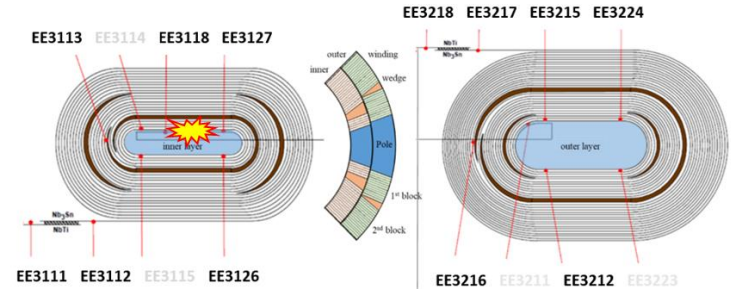 EE3218 EE3217 EE3215 EE3224
EE3113 EE3114 EE3118 EE3127
NbTi
Nb3Sn
outer
winding
inner
wedge
inner layer
Pole
outer layer
1st block
2nd block
Nb3Sn
NbTi
EE3111 EE3112 EE3115 EE3126
EE3216 EE3211 EE3212 EE3223